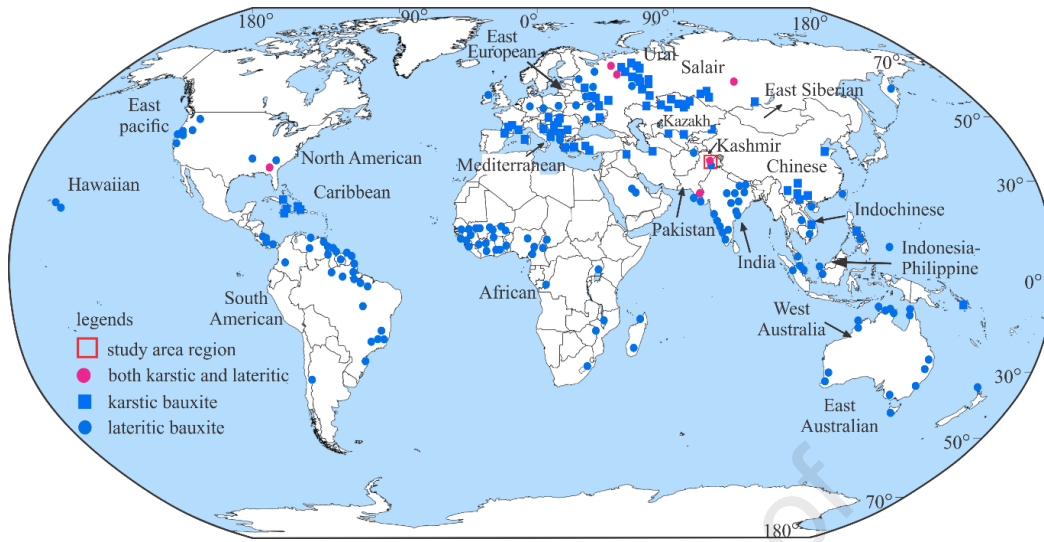 180°
90°
0°
90°
180°
East
European
Ural
Salair
70°
East
pacific
East Siberian
50°
Kazakh
Kashmir
North American
Mediterranean
Chinese
Hawaiian
Caribbean
30°
Indochinese
Pakistan
India
Indonesia-
Philippine
African
0°
South
American
West
Australia
legends
study area region
both karstic and lateritic
karstic bauxite
lateritic bauxite
30°
East
Australian
50°
70°
180°
of